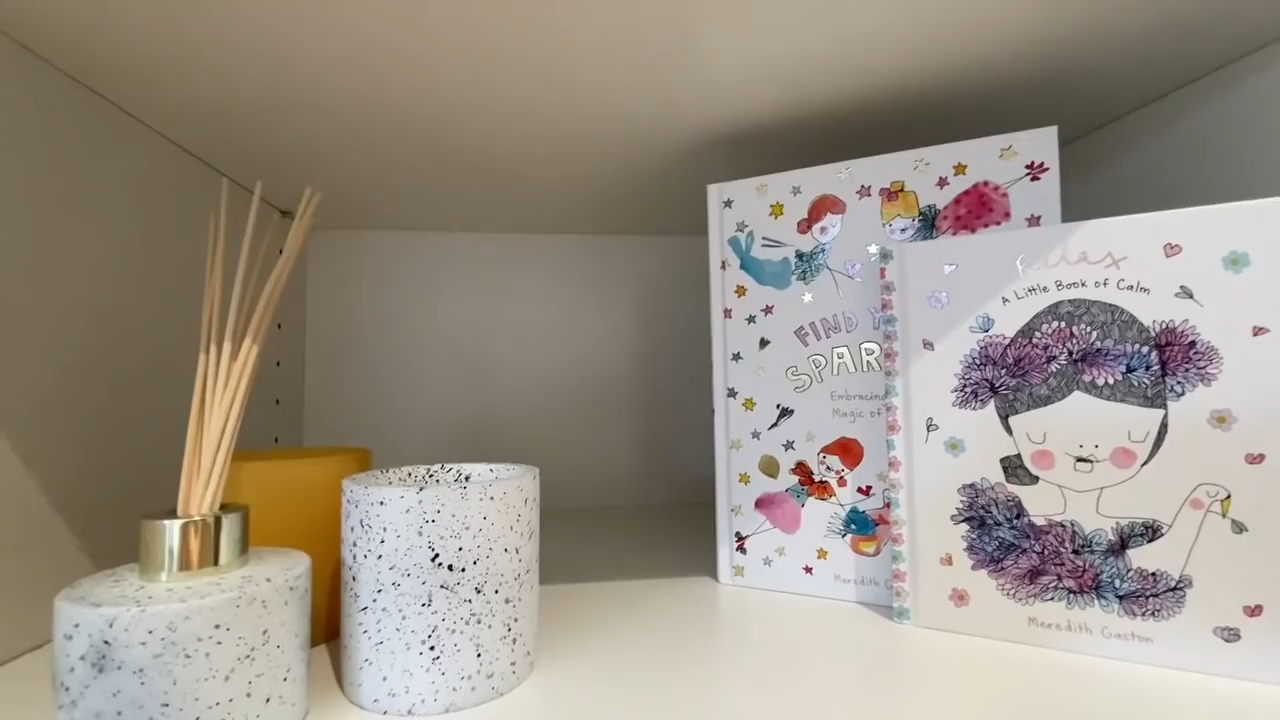 FIND
SPAR
Embracing
Magic of
Meredith
Relax
A Little Book of Calm
Meredith Gaston